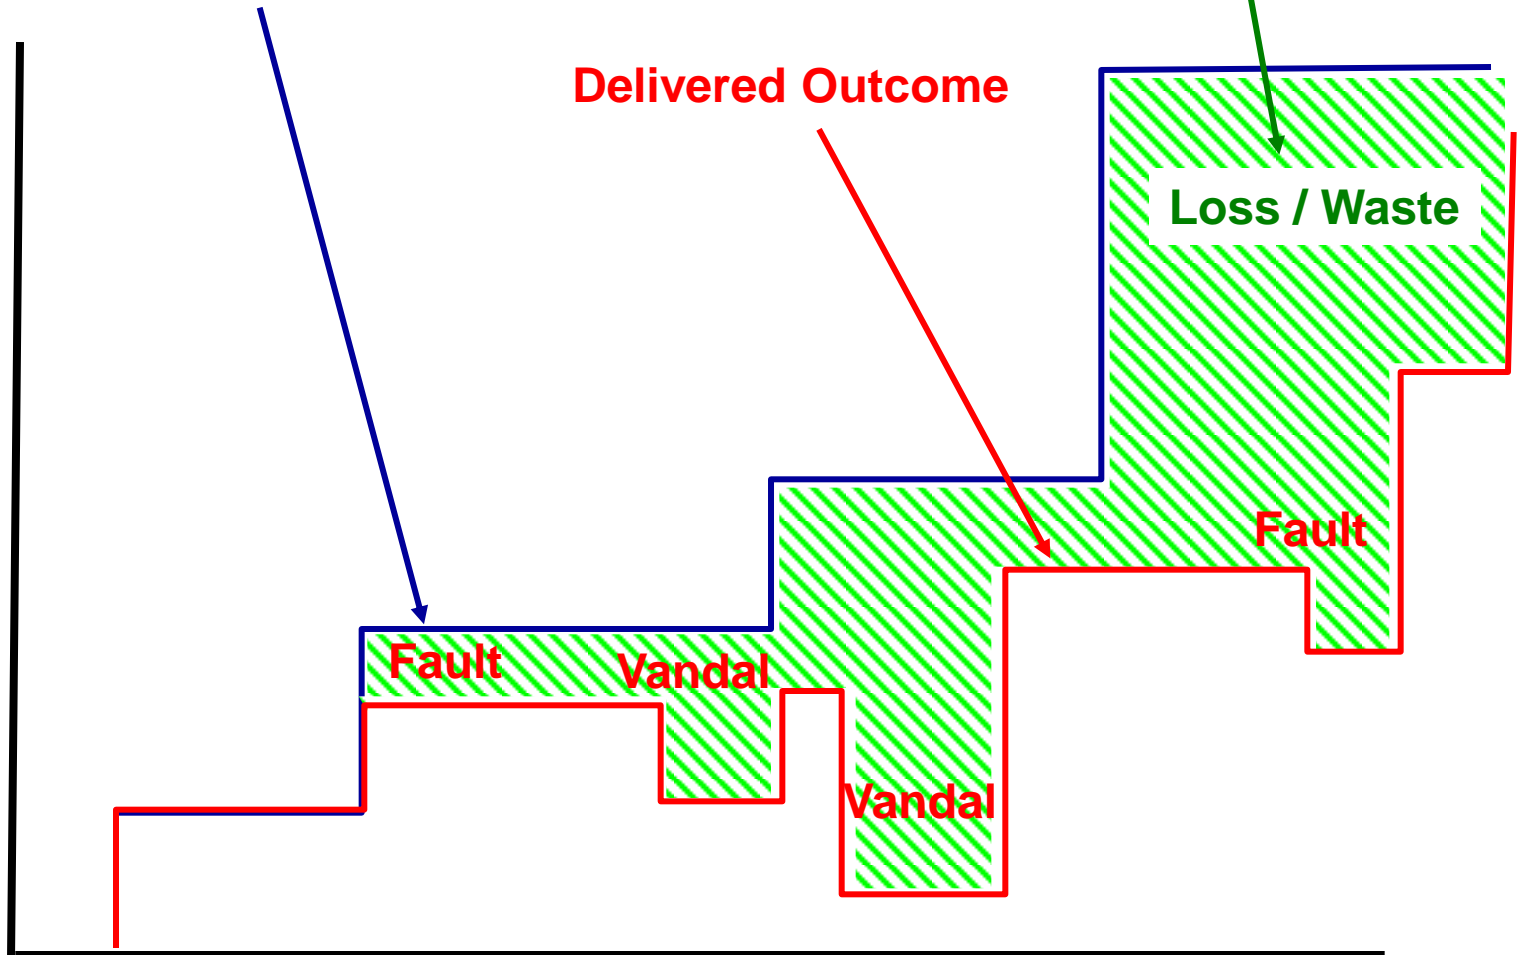 Delivered Outcome
Loss / Waste
Fault
Fault
Vandal
Vandal